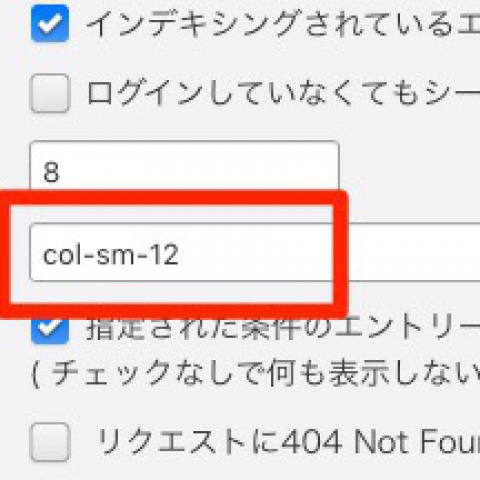 インデキシングされているエ
ログインしていなくてもシー
8
col-sm-12
指定された条件のエントリー
( チェックなしで何も表示しない
リクエストに404 Not Four